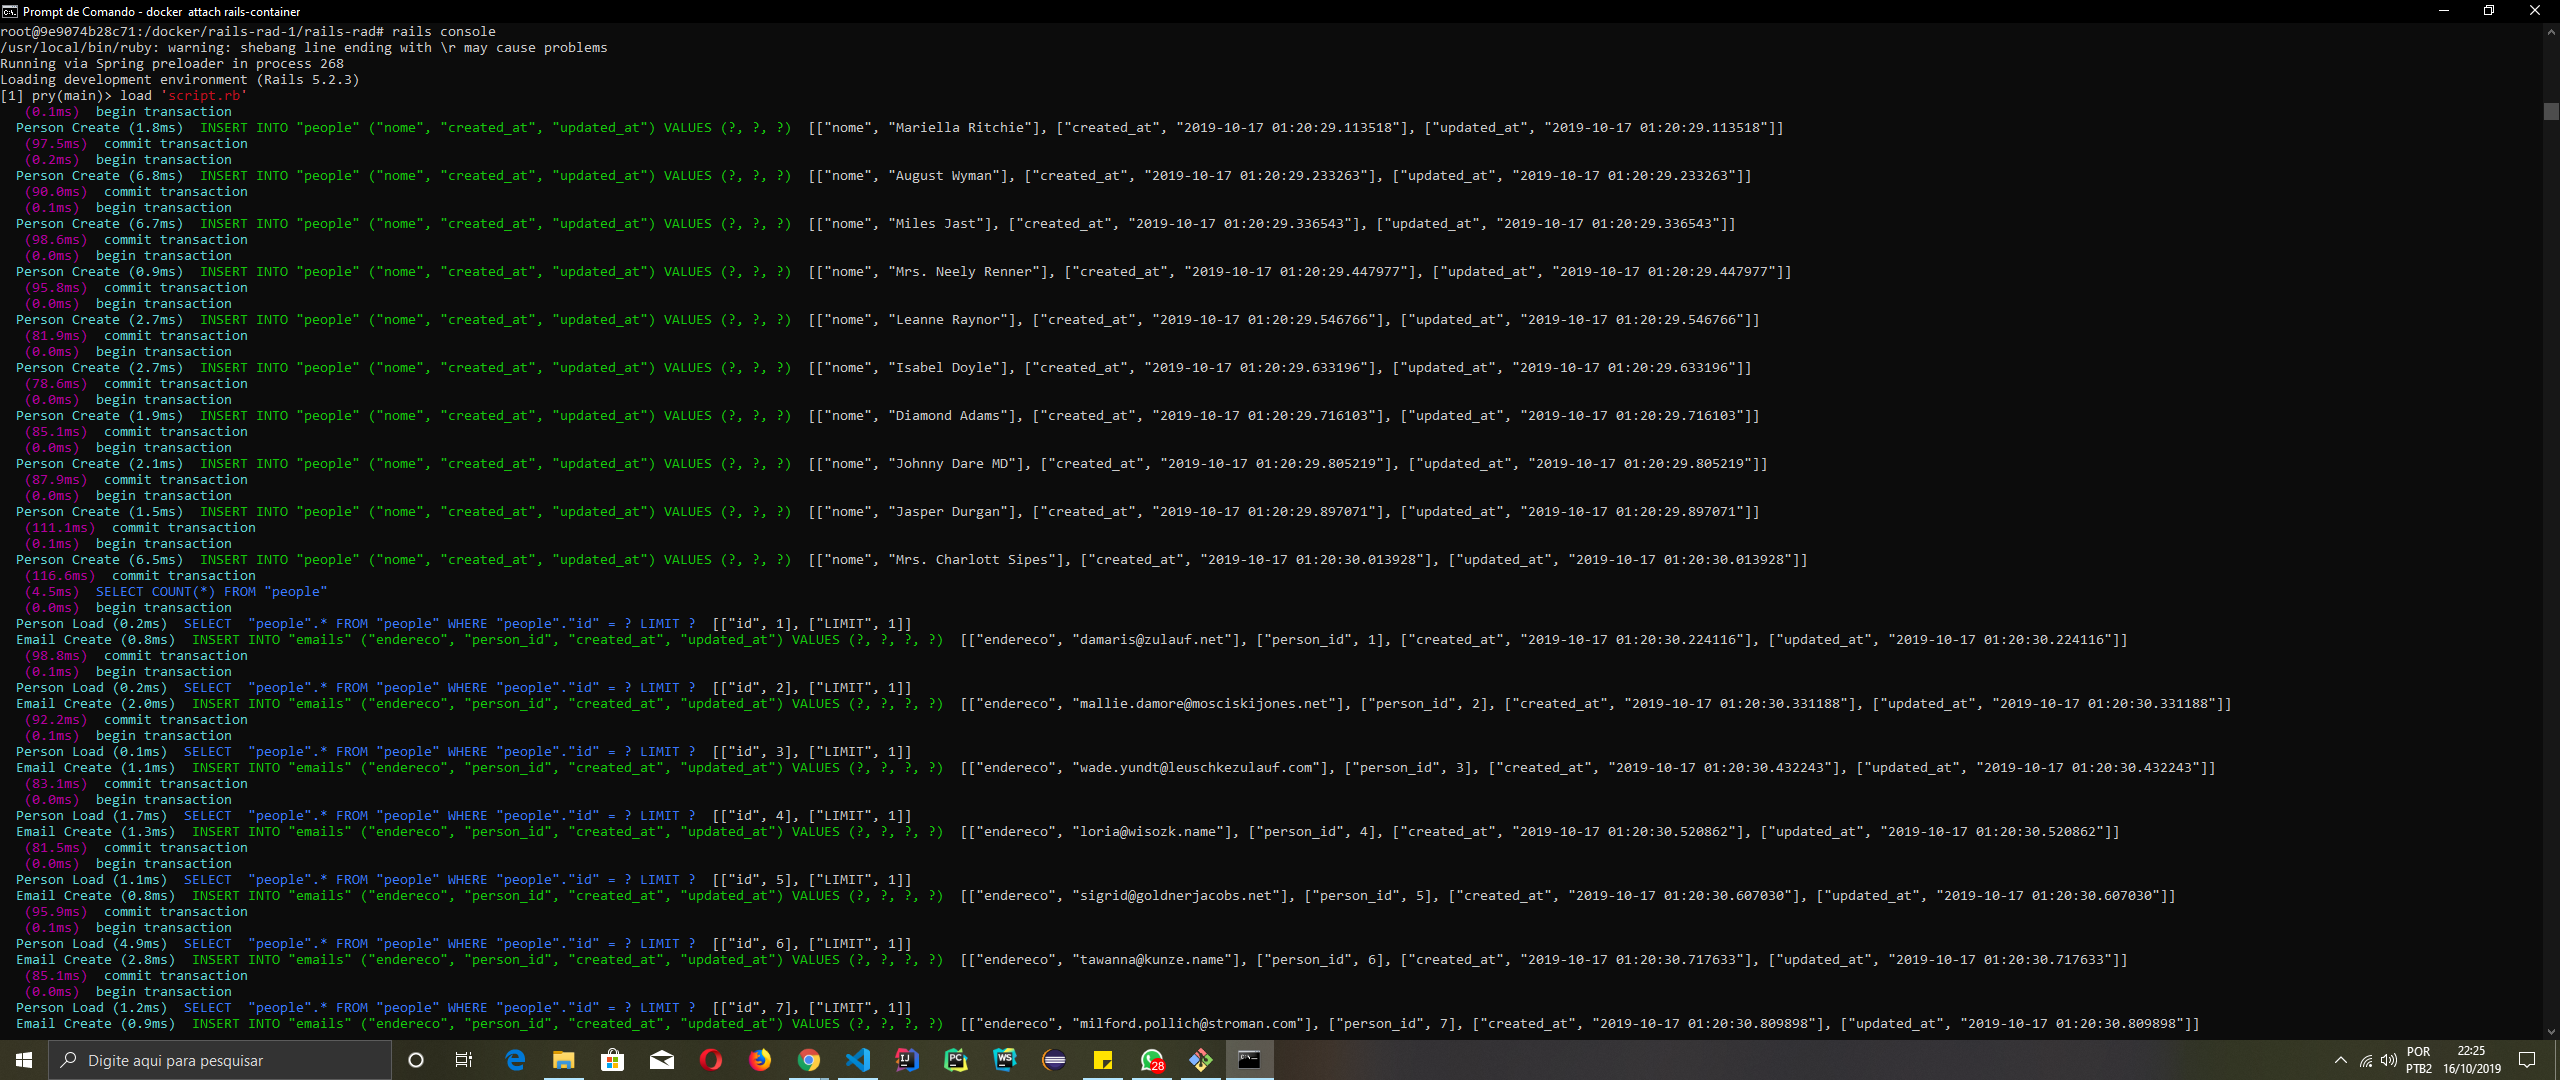 Prompt de Comando - docker  attach rails-container
root@9e9074b28c71:/docker/rails-rad-1/rails-rad# rails console
/usr/local/bin/ruby: warning: shebang line ending with \r may cause problems
Running via Spring preloader in process 268
Loading development environment (Rails 5.2.3)
[1] pry(main)> load 'script.rb'
(0.1ms)  begin transaction
Person Create (1.8ms)  INSERT INTO "people" ("nome", "created_at", "updated_at") VALUES (?, ?, ?)  [["nome", "Mariella Ritchie"], ["created_at", "2019-10-17 01:20:29.113518"], ["updated_at", "2019-10-17 01:20:29.113518"]]
(97.5ms)  commit transaction
(0.2ms)  begin transaction
Person Create (6.8ms)  INSERT INTO "people" ("nome", "created_at", "updated_at") VALUES (?, ?, ?)  [["nome", "August Wyman"], ["created_at", "2019-10-17 01:20:29.233263"], ["updated_at", "2019-10-17 01:20:29.233263"]]
(90.0ms)  commit transaction
(0.1ms)  begin transaction
Person Create (6.7ms)  INSERT INTO "people" ("nome", "created_at", "updated_at") VALUES (?, ?, ?)  [["nome", "Miles Jast"], ["created_at", "2019-10-17 01:20:29.336543"], ["updated_at", "2019-10-17 01:20:29.336543"]]
(98.6ms)  commit transaction
(0.0ms)  begin transaction
Person Create (0.9ms)  INSERT INTO "people" ("nome", "created_at", "updated_at") VALUES (?, ?, ?)  [["nome", "Mrs. Neely Renner"], ["created_at", "2019-10-17 01:20:29.447977"], ["updated_at", "2019-10-17 01:20:29.447977"]]
(95.8ms)  commit transaction
(0.0ms)  begin transaction
Person Create (2.7ms)  INSERT INTO "people" ("nome", "created_at", "updated_at") VALUES (?, ?, ?)  [["nome", "Leanne Raynor"], ["created_at", "2019-10-17 01:20:29.546766"], ["updated_at", "2019-10-17 01:20:29.546766"]]
(81.9ms)  commit transaction
(0.0ms)  begin transaction
Person Create (2.7ms)  INSERT INTO "people" ("nome", "created_at", "updated_at") VALUES (?, ?, ?)  [["nome", "Isabel Doyle"], ["created_at", "2019-10-17 01:20:29.633196"], ["updated_at", "2019-10-17 01:20:29.633196"]]
(78.6ms)  commit transaction
(0.0ms)  begin transaction
Person Create (1.9ms)  INSERT INTO "people" ("nome", "created_at", "updated_at") VALUES (?, ?, ?)  [["nome", "Diamond Adams"], ["created_at", "2019-10-17 01:20:29.716103"], ["updated_at", "2019-10-17 01:20:29.716103"]]
(85.1ms)  commit transaction
(0.0ms)  begin transaction
Person Create (2.1ms)  INSERT INTO "people" ("nome", "created_at", "updated_at") VALUES (?, ?, ?)  [["nome", "Johnny Dare MD"], ["created_at", "2019-10-17 01:20:29.805219"], ["updated_at", "2019-10-17 01:20:29.805219"]]
(87.9ms)  commit transaction
(0.0ms)  begin transaction
Person Create (1.5ms)  INSERT INTO "people" ("nome", "created_at", "updated_at") VALUES (?, ?, ?)  [["nome", "Jasper Durgan"], ["created_at", "2019-10-17 01:20:29.897071"], ["updated_at", "2019-10-17 01:20:29.897071"]]
(111.1ms)  commit transaction
(0.1ms)  begin transaction
Person Create (6.5ms)  INSERT INTO "people" ("nome", "created_at", "updated_at") VALUES (?, ?, ?)  [["nome", "Mrs. Charlott Sipes"], ["created_at", "2019-10-17 01:20:30.013928"], ["updated_at", "2019-10-17 01:20:30.013928"]]
(116.6ms)  commit transaction
(4.5ms)  SELECT COUNT(*) FROM "people"
(0.0ms)  begin transaction
Person Load (0.2ms)  SELECT  "people".* FROM "people" WHERE "people"."id" = ? LIMIT ?  [["id", 1], ["LIMIT", 1]]
Email Create (0.8ms)  INSERT INTO "emails" ("endereco", "person_id", "created_at", "updated_at") VALUES (?, ?, ?, ?)  [["endereco", "damaris@zulauf.net"], ["person_id", 1], ["created_at", "2019-10-17 01:20:30.224116"], ["updated_at", "2019-10-17 01:20:30.224116"]]
(98.8ms)  commit transaction
(0.1ms)  begin transaction
Person Load (0.2ms)  SELECT  "people".* FROM "people" WHERE "people"."id" = ? LIMIT ?  [["id", 2], ["LIMIT", 1]]
Email Create (2.0ms)  INSERT INTO "emails" ("endereco", "person_id", "created_at", "updated_at") VALUES (?, ?, ?, ?)  [["endereco", "mallie.damore@mosciskijones.net"], ["person_id", 2], ["created_at", "2019-10-17 01:20:30.331188"], ["updated_at", "2019-10-17 01:20:30.331188"]]
(92.2ms)  commit transaction
(0.1ms)  begin transaction
Person Load (0.1ms)  SELECT  "people".* FROM "people" WHERE "people"."id" = ? LIMIT ?  [["id", 3], ["LIMIT", 1]]
Email Create (1.1ms)  INSERT INTO "emails" ("endereco", "person_id", "created_at", "updated_at") VALUES (?, ?, ?, ?)  [["endereco", "wade.yundt@leuschkezulauf.com"], ["person_id", 3], ["created_at", "2019-10-17 01:20:30.432243"], ["updated_at", "2019-10-17 01:20:30.432243"]]
(83.1ms)  commit transaction
(0.0ms)  begin transaction
Person Load (1.7ms)  SELECT  "people".* FROM "people" WHERE "people"."id" = ? LIMIT ?  [["id", 4], ["LIMIT", 1]]
Email Create (1.3ms)  INSERT INTO "emails" ("endereco", "person_id", "created_at", "updated_at") VALUES (?, ?, ?, ?)  [["endereco", "loria@wisozk.name"], ["person_id", 4], ["created_at", "2019-10-17 01:20:30.520862"], ["updated_at", "2019-10-17 01:20:30.520862"]]
(81.5ms)  commit transaction
(0.0ms)  begin transaction
Person Load (1.1ms)  SELECT  "people".* FROM "people" WHERE "people"."id" = ? LIMIT ?  [["id", 5], ["LIMIT", 1]]
Email Create (0.8ms)  INSERT INTO "emails" ("endereco", "person_id", "created_at", "updated_at") VALUES (?, ?, ?, ?)  [["endereco", "sigrid@goldnerjacobs.net"], ["person_id", 5], ["created_at", "2019-10-17 01:20:30.607030"], ["updated_at", "2019-10-17 01:20:30.607030"]]
(95.9ms)  commit transaction
(0.1ms)  begin transaction
Person Load (4.9ms)  SELECT  "people".* FROM "people" WHERE "people"."id" = ? LIMIT ?  [["id", 6], ["LIMIT", 1]]
Email Create (2.8ms)  INSERT INTO "emails" ("endereco", "person_id", "created_at", "updated_at") VALUES (?, ?, ?, ?)  [["endereco", "tawanna@kunze.name"], ["person_id", 6], ["created_at", "2019-10-17 01:20:30.717633"], ["updated_at", "2019-10-17 01:20:30.717633"]]
(85.1ms)  commit transaction
(0.0ms)  begin transaction
Person Load (1.2ms)  SELECT  "people".* FROM "people" WHERE "people"."id" = ? LIMIT ?  [["id", 7], ["LIMIT", 1]]
Email Create (0.9ms)  INSERT INTO "emails" ("endereco", "person_id", "created_at", "updated_at") VALUES (?, ?, ?, ?)  [["endereco", "milford.pollich@stroman.com"], ["person_id", 7], ["created_at", "2019-10-17 01:20:30.809898"], ["updated_at", "2019-10-17 01:20:30.809898"]]
Digite aqui para pesquisar
IJ
PC
WS
28
POR
PTB2
22:25
16/10/2019